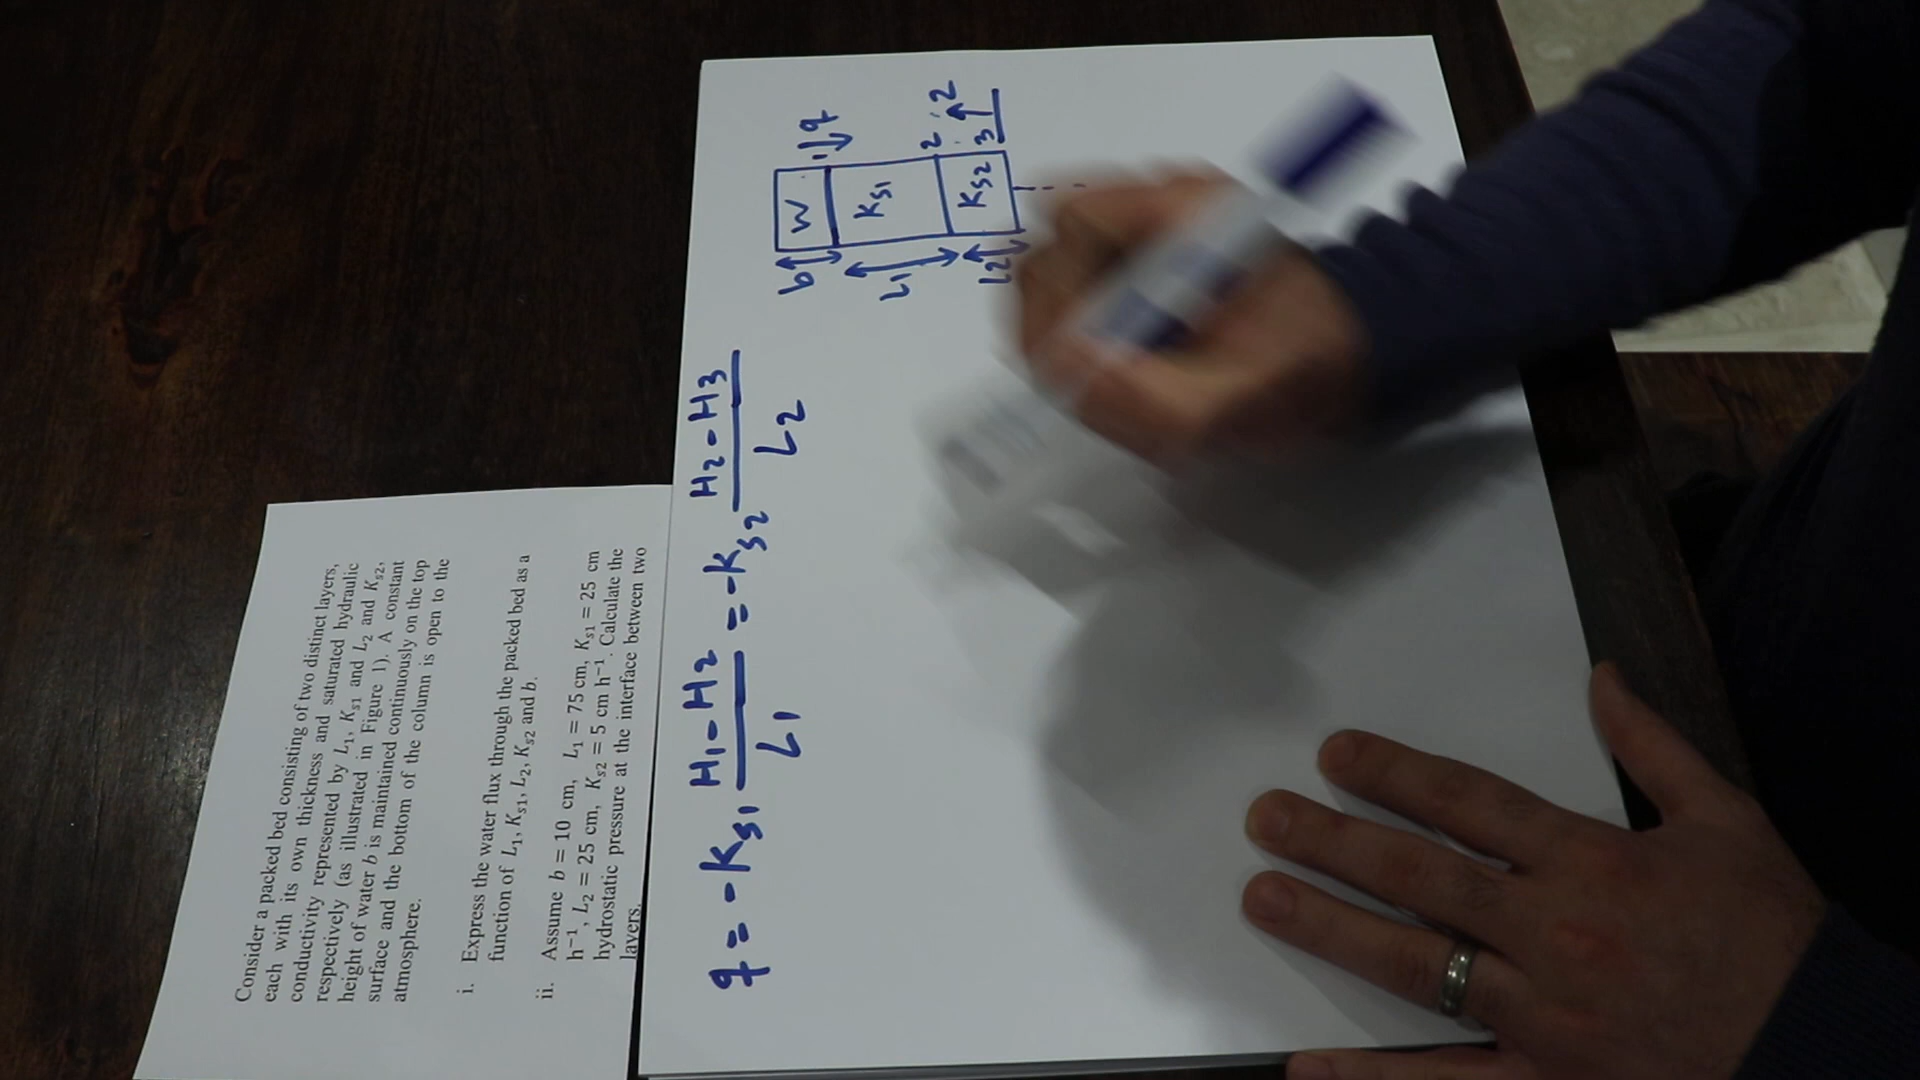 Consider a packed bed consisting of two distinct layers,
each with its own thickness and saturated hydraulic
conductivity represented by L₁, Kₛ₁ and L₂ and Kₛ₂,
respectively (as illustrated in Figure 1). A constant
height of water b is maintained continuously on the top
surface and the bottom of the column is open to the
atmosphere.
i. Express the water flux through the packed bed as a
function of L₁, Kₛ₁, L₂, Kₛ₂ and b.
ii. Assume b = 10 cm, L₁ = 75 cm, Kₛ₁ = 25 cm
h⁻¹, L₂ = 25 cm, Kₛ₂ = 5 cm h⁻¹. Calculate the
hydrostatic pressure at the interface between two
layers.
q = -Ks1 (H1-H2)/L1 = -Ks2 (H2-H3)/L2
b W 1 q
L1 Ks1
2
L2 Ks2 3 z